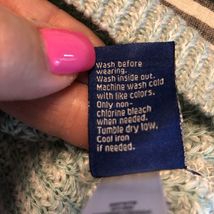 Wash before
wearing.
Wash inside out.
Machine wash cold
with like colors.
Only non-
chlorine bleach
when needed.
Tumble dry low.
Cool iron
if needed.